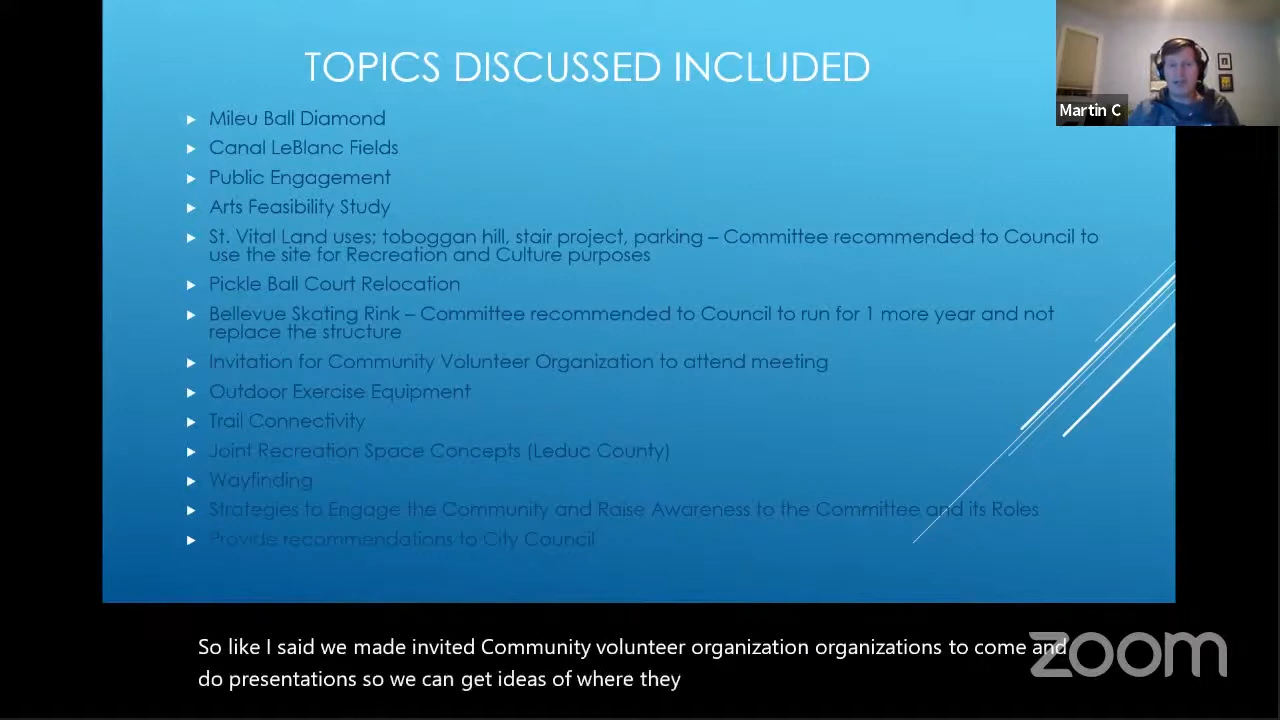 TOPICS DISCUSSED INCLUDED
Mileu Ball Diamond
Canal LeBlanc Fields
Public Engagement
Arts Feasibility Study
St. Vital Land uses; toboggan hill, stair project, parking – Committee recommended to Council to
use the site for Recreation and Culture purposes
Pickle Ball Court Relocation
Bellevue Skating Rink – Committee recommended to Council to run for 1 more year and not
replace the structure
Invitation for Community Volunteer Organization to attend meeting
Outdoor Exercise Equipment
Trail Connectivity
Joint Recreation Space Concepts (Leduc County)
Wayfinding
Strategies to Engage the Community and Raise Awareness to the Committee and its Roles
Provide recommendations to City Council
Martin C
So like I said we made invited Community volunteer organization organizations to come and
do presentations so we can get ideas of where they
zoom